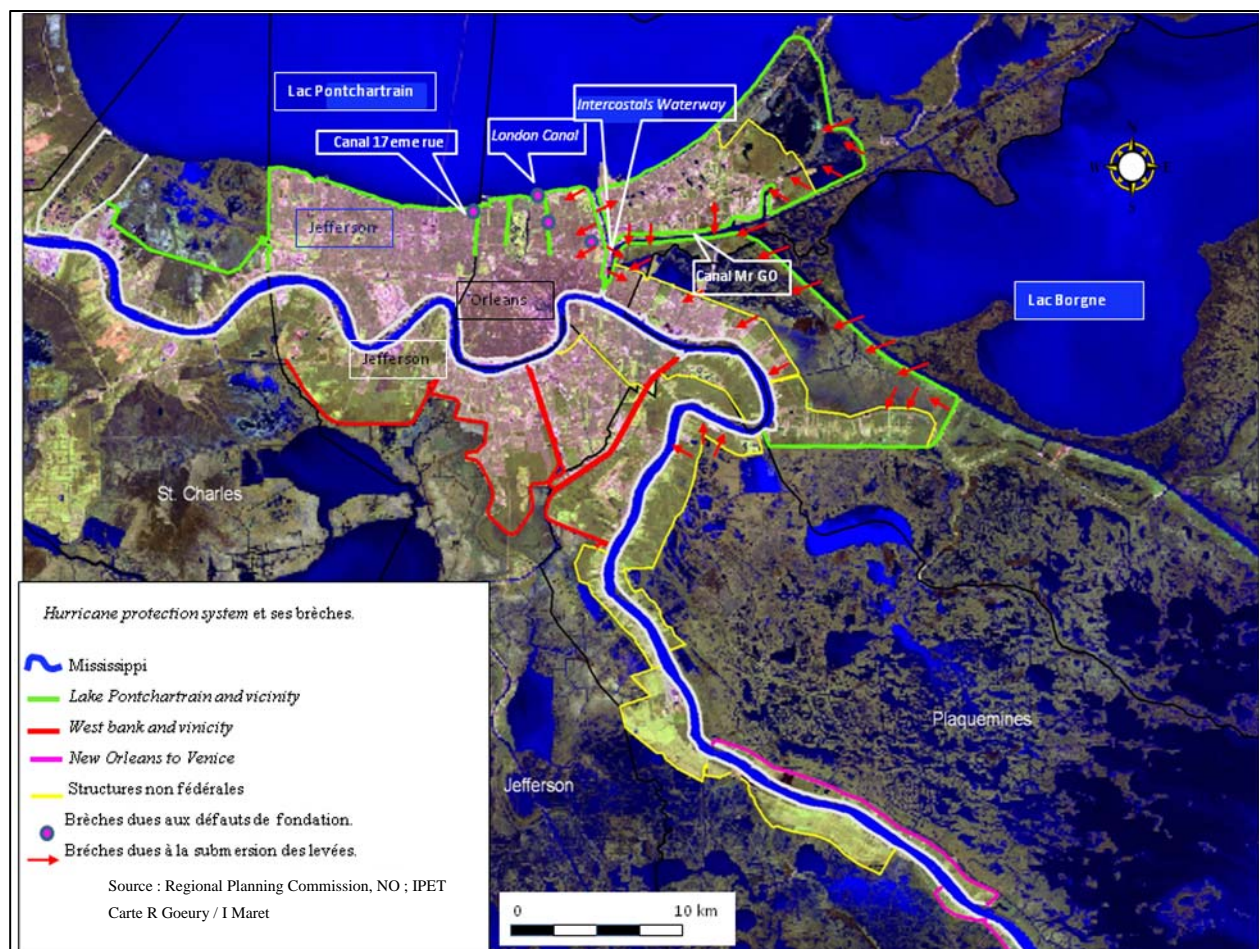 Lac Pontchartrain
Intercostals Waterway
London Canal
Canal 17eme rue
N
W
E
S
Jefferson
Canal Mr GO
Orleans
Lac Borgne
Jefferson
St. Charles
Plaquemines
Jefferson
Hurricane protection system et ses brèches.
Mississippi
Lake Pontchartrain and vicinity
West bank and vinicity
New Orleans to Venice
Structures non fédérales
Brèches dues aux défauts de fondation.
Bréches dues à la submersion des levées.
Source : Regional Planning Commission, NO ; IPET
Carte R Goeury / I Maret
0 10 km